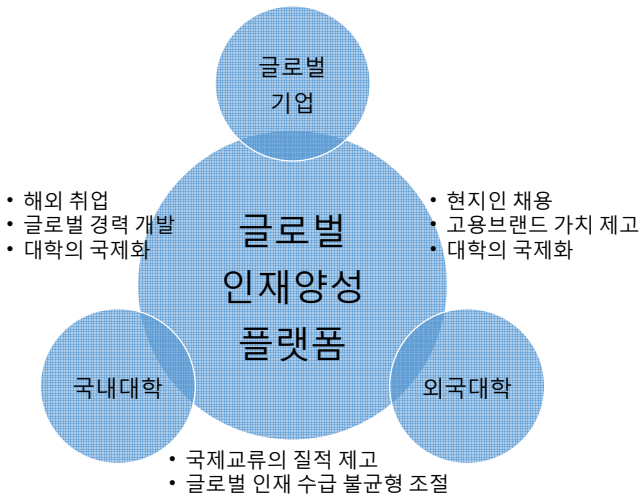 글로벌
기업
• 해외 취업
• 글로벌 경력 개발
• 대학의 국제화
글로벌
인재양성
플랫폼
• 현지인 채용
• 고용브랜드 가치 제고
• 대학의 국제화
국내대학
외국대학
• 국제교류의 질적 제고
• 글로벌 인재 수급 불균형 조절